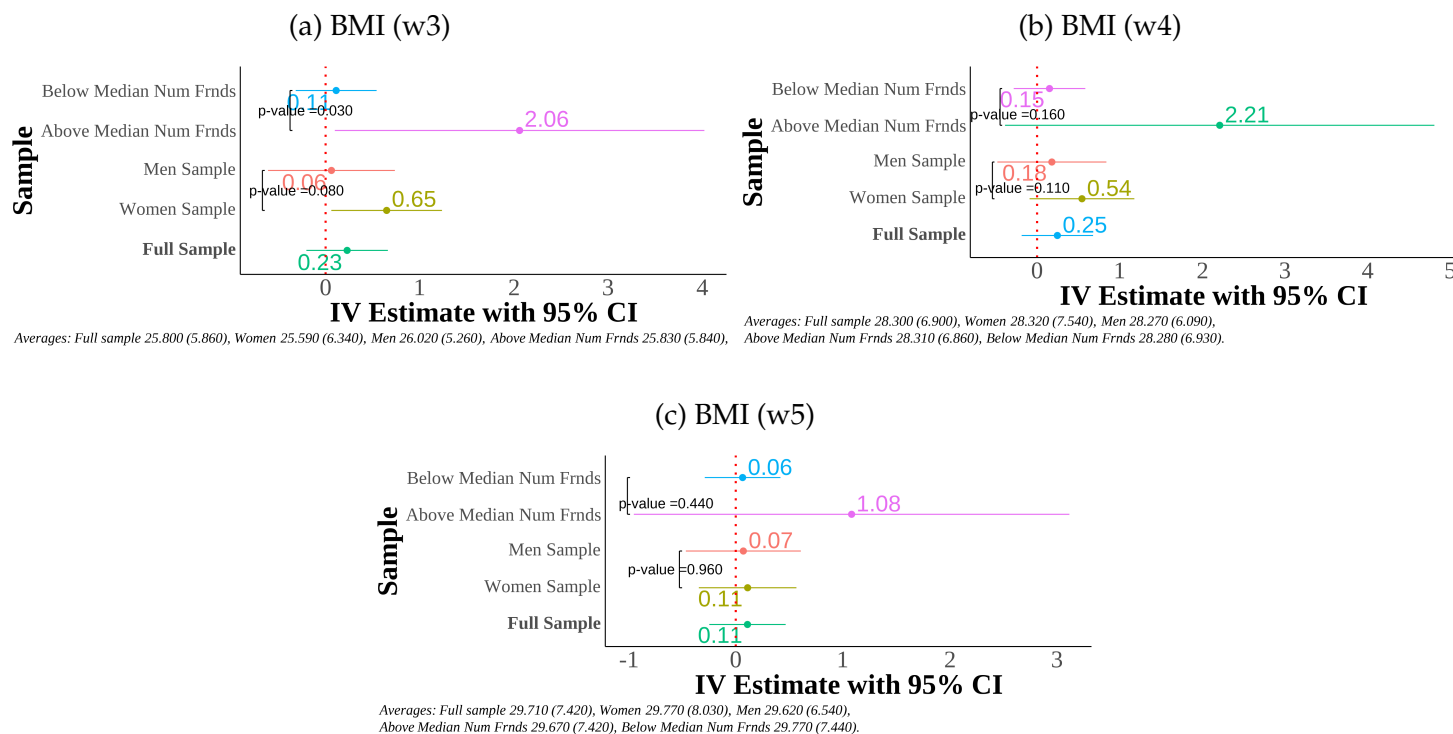 (a) BMI (w3)
Below Median Num Frnds
0.11
p-value =0.030
Above Median Num Frnds
2.06
Men Sample
0.06
p-value =0.080
Women Sample
0.65
Full Sample
0.23
Sample
0 1 2 3 4
IV Estimate with 95% CI
Averages: Full sample 25.800 (5.860), Women 25.590 (6.340), Men 26.020 (5.260), Above Median Num Frnds 25.830 (5.840),
(b) BMI (w4)
Below Median Num Frnds
0.15
p-value =0.160
Above Median Num Frnds
2.21
Men Sample
0.18
p-value =0.110
Women Sample
0.54
Full Sample
0.25
Sample
0 1 2 3 4 5
IV Estimate with 95% CI
Averages: Full sample 28.300 (6.900), Women 28.320 (7.540), Men 28.270 (6.090),
Above Median Num Frnds 28.310 (6.860), Below Median Num Frnds 28.280 (6.930).
(c) BMI (w5)
Below Median Num Frnds
0.06
p-value =0.440
Above Median Num Frnds
1.08
Men Sample
0.07
p-value =0.960
Women Sample
0.11
Full Sample
0.11
Sample
-1 0 1 2 3
IV Estimate with 95% CI
Averages: Full sample 29.710 (7.420), Women 29.770 (8.030), Men 29.620 (6.540),
Above Median Num Frnds 29.670 (7.420), Below Median Num Frnds 29.770 (7.440).